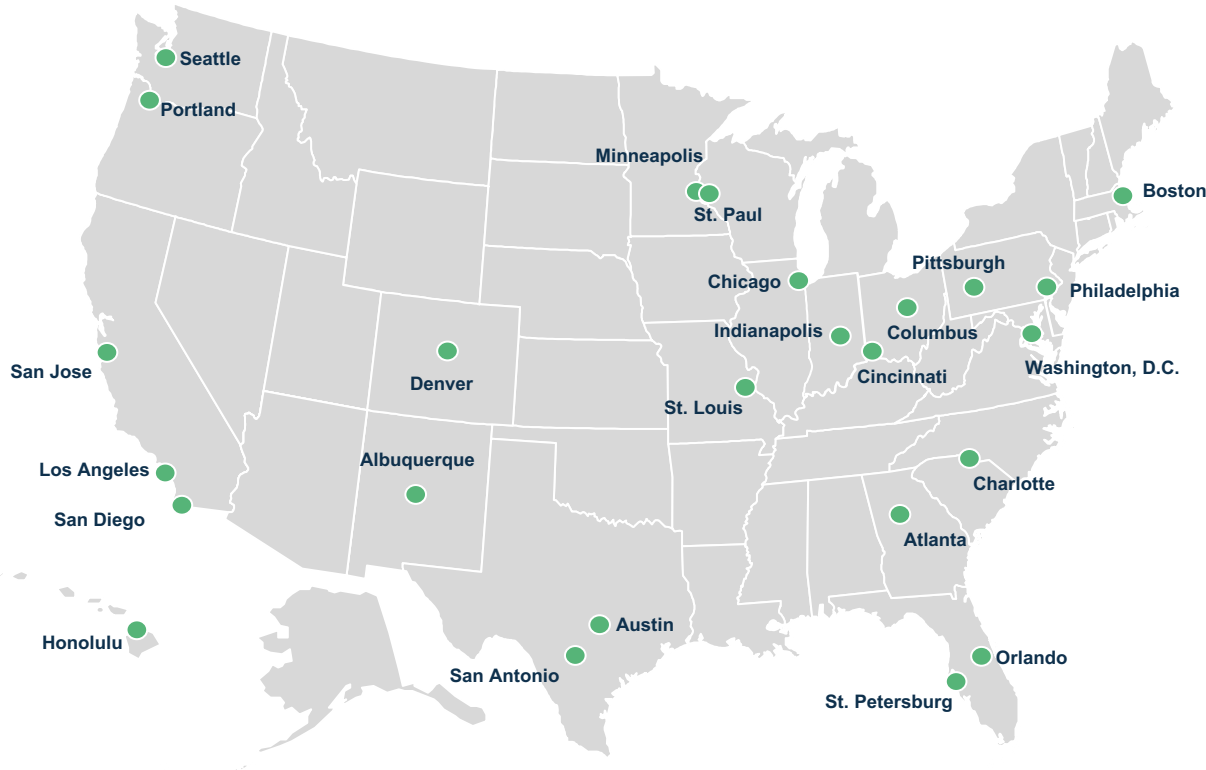 Seattle
Portland
Minneapolis
St. Paul
Boston
Pittsburgh
Chicago
Philadelphia
Indianapolis
Columbus
San Jose
Denver
Cincinnati
Washington, D.C.
St. Louis
Los Angeles
Albuquerque
Charlotte
San Diego
Atlanta
Honolulu
Austin
San Antonio
Orlando
St. Petersburg